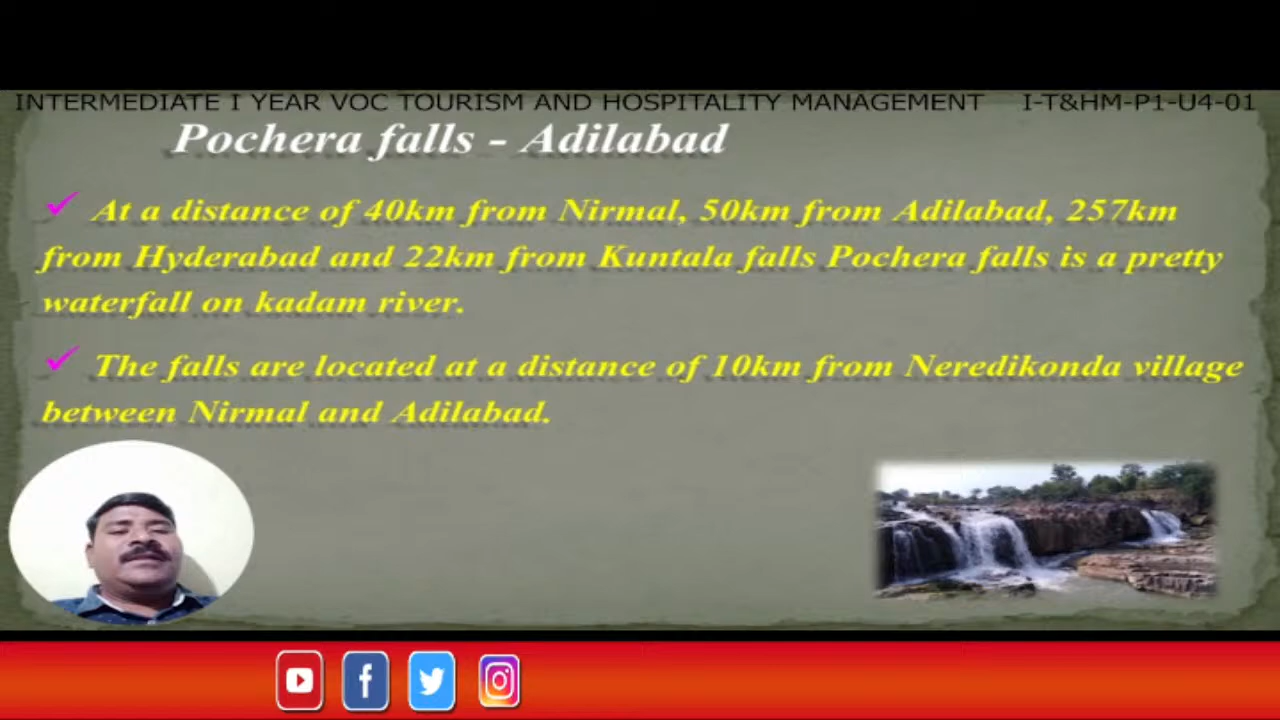 INTERMEDIATE I YEAR VOC TOURISM AND HOSPITALITY MANAGEMENT I-T&HM-P1-U4-01
Pochera falls - Adilabad
✓ At a distance of 40km from Nirmal, 50km from Adilabad, 257km
from Hyderabad and 22km from Kuntala falls Pochera falls is a pretty
waterfall on kadam river.
✓ The falls are located at a distance of 10km from Neredikonda village
between Nirmal and Adilabad.